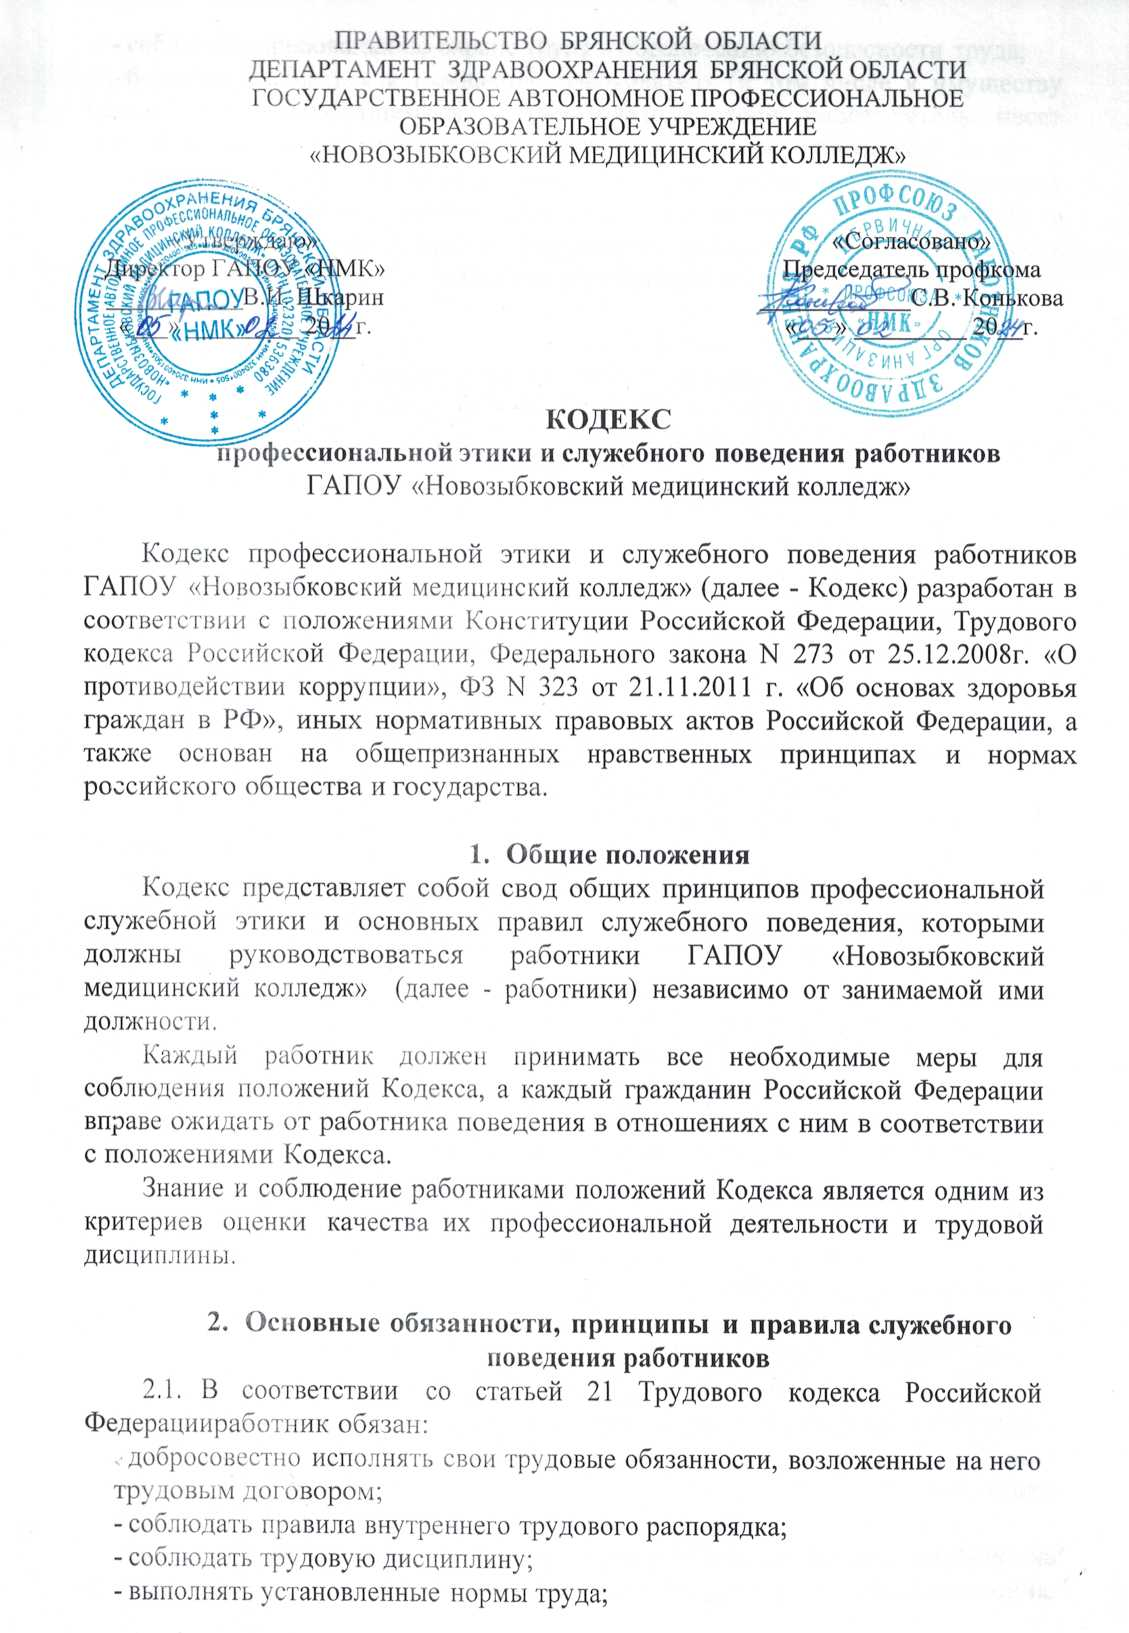 ПРАВИТЕЛЬСТВО БРЯНСКОЙ ОБЛАСТИ
ДЕПАРТАМЕНТ ЗДРАВООХРАНЕНИЯ БРЯНСКОЙ ОБЛАСТИ
ГОСУДАРСТВЕННОЕ АВТОНОМНОЕ ПРОФЕССИОНАЛЬНОЕ
ОБРАЗОВАТЕЛЬНОЕ УЧРЕЖДЕНИЕ
«НОВОЗЫБКОВСКИЙ МЕДИЦИНСКИЙ КОЛЛЕДЖ»
«Утверждаю»
Директор ГАПОУ «НМК»
В.И. Шкарин
«05» 02 2024г.
ГАПОУ
«НМК»
«Согласовано»
Председатель профкома
С.В. Конькова
«05» 02 2024г.
«НМК»
КОДЕКС
профессиональной этики и служебного поведения работников
ГАПОУ «Новозыбковский медицинский колледж»
Кодекс профессиональной этики и служебного поведения работников
ГАПОУ «Новозыбковский медицинский колледж» (далее - Кодекс) разработан в
соответствии с положениями Конституции Российской Федерации, Трудового
кодекса Российской Федерации, Федерального закона N 273 от 25.12.2008г. «О
противодействии коррупции», ФЗ N 323 от 21.11.2011 г. «Об основах здоровья
граждан в РФ», иных нормативных правовых актов Российской Федерации, а
также основан на общепризнанных нравственных принципах и нормах
российского общества и государства.
1. Общие положения
Кодекс представляет собой свод общих принципов профессиональной
служебной этики и основных правил служебного поведения, которыми
должны руководствоваться работники ГАПОУ «Новозыбковский
медицинский колледж» (далее - работники) независимо от занимаемой ими
должности.
Каждый работник должен принимать все необходимые меры для
соблюдения положений Кодекса, а каждый гражданин Российской Федерации
вправе ожидать от работника поведения в отношениях с ним в соответствии
с положениями Кодекса.
Знание и соблюдение работниками положений Кодекса является одним из
критериев оценки качества их профессиональной деятельности и трудовой
дисциплины.
2. Основные обязанности, принципы и правила служебного
поведения работников
2.1. В соответствии со статьей 21 Трудового кодекса Российской
Федерацииработник обязан:
- добросовестно исполнять свои трудовые обязанности, возложенные на него
трудовым договором;
- соблюдать правила внутреннего трудового распорядка;
- соблюдать трудовую дисциплину;
- выполнять установленные нормы труда;